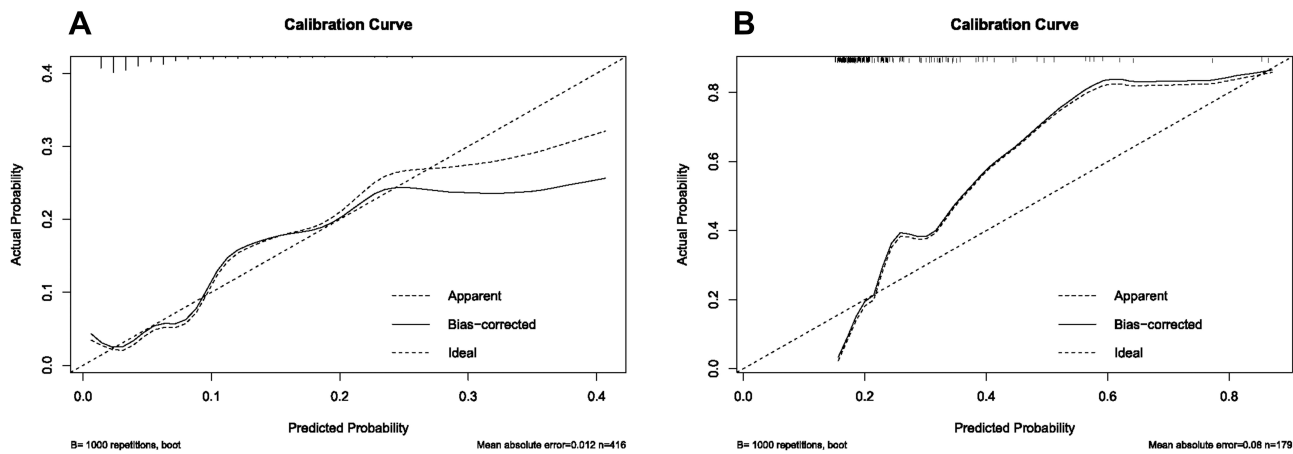 A
Calibration Curve
Actual Probability
0.4
0.3
0.2
0.1
0.0
Apparent
Bias-corrected
Ideal
0.0 0.1 0.2 0.3 0.4
Predicted Probability
B= 1000 repetitions, boot
Mean absolute error=0.012 n=416
B
Calibration Curve
Actual Probability
0.8
0.6
0.4
0.2
0.0
Apparent
Bias-corrected
Ideal
0.0 0.2 0.4 0.6 0.8
Predicted Probability
B= 1000 repetitions, boot
Mean absolute error=0.08 n=179